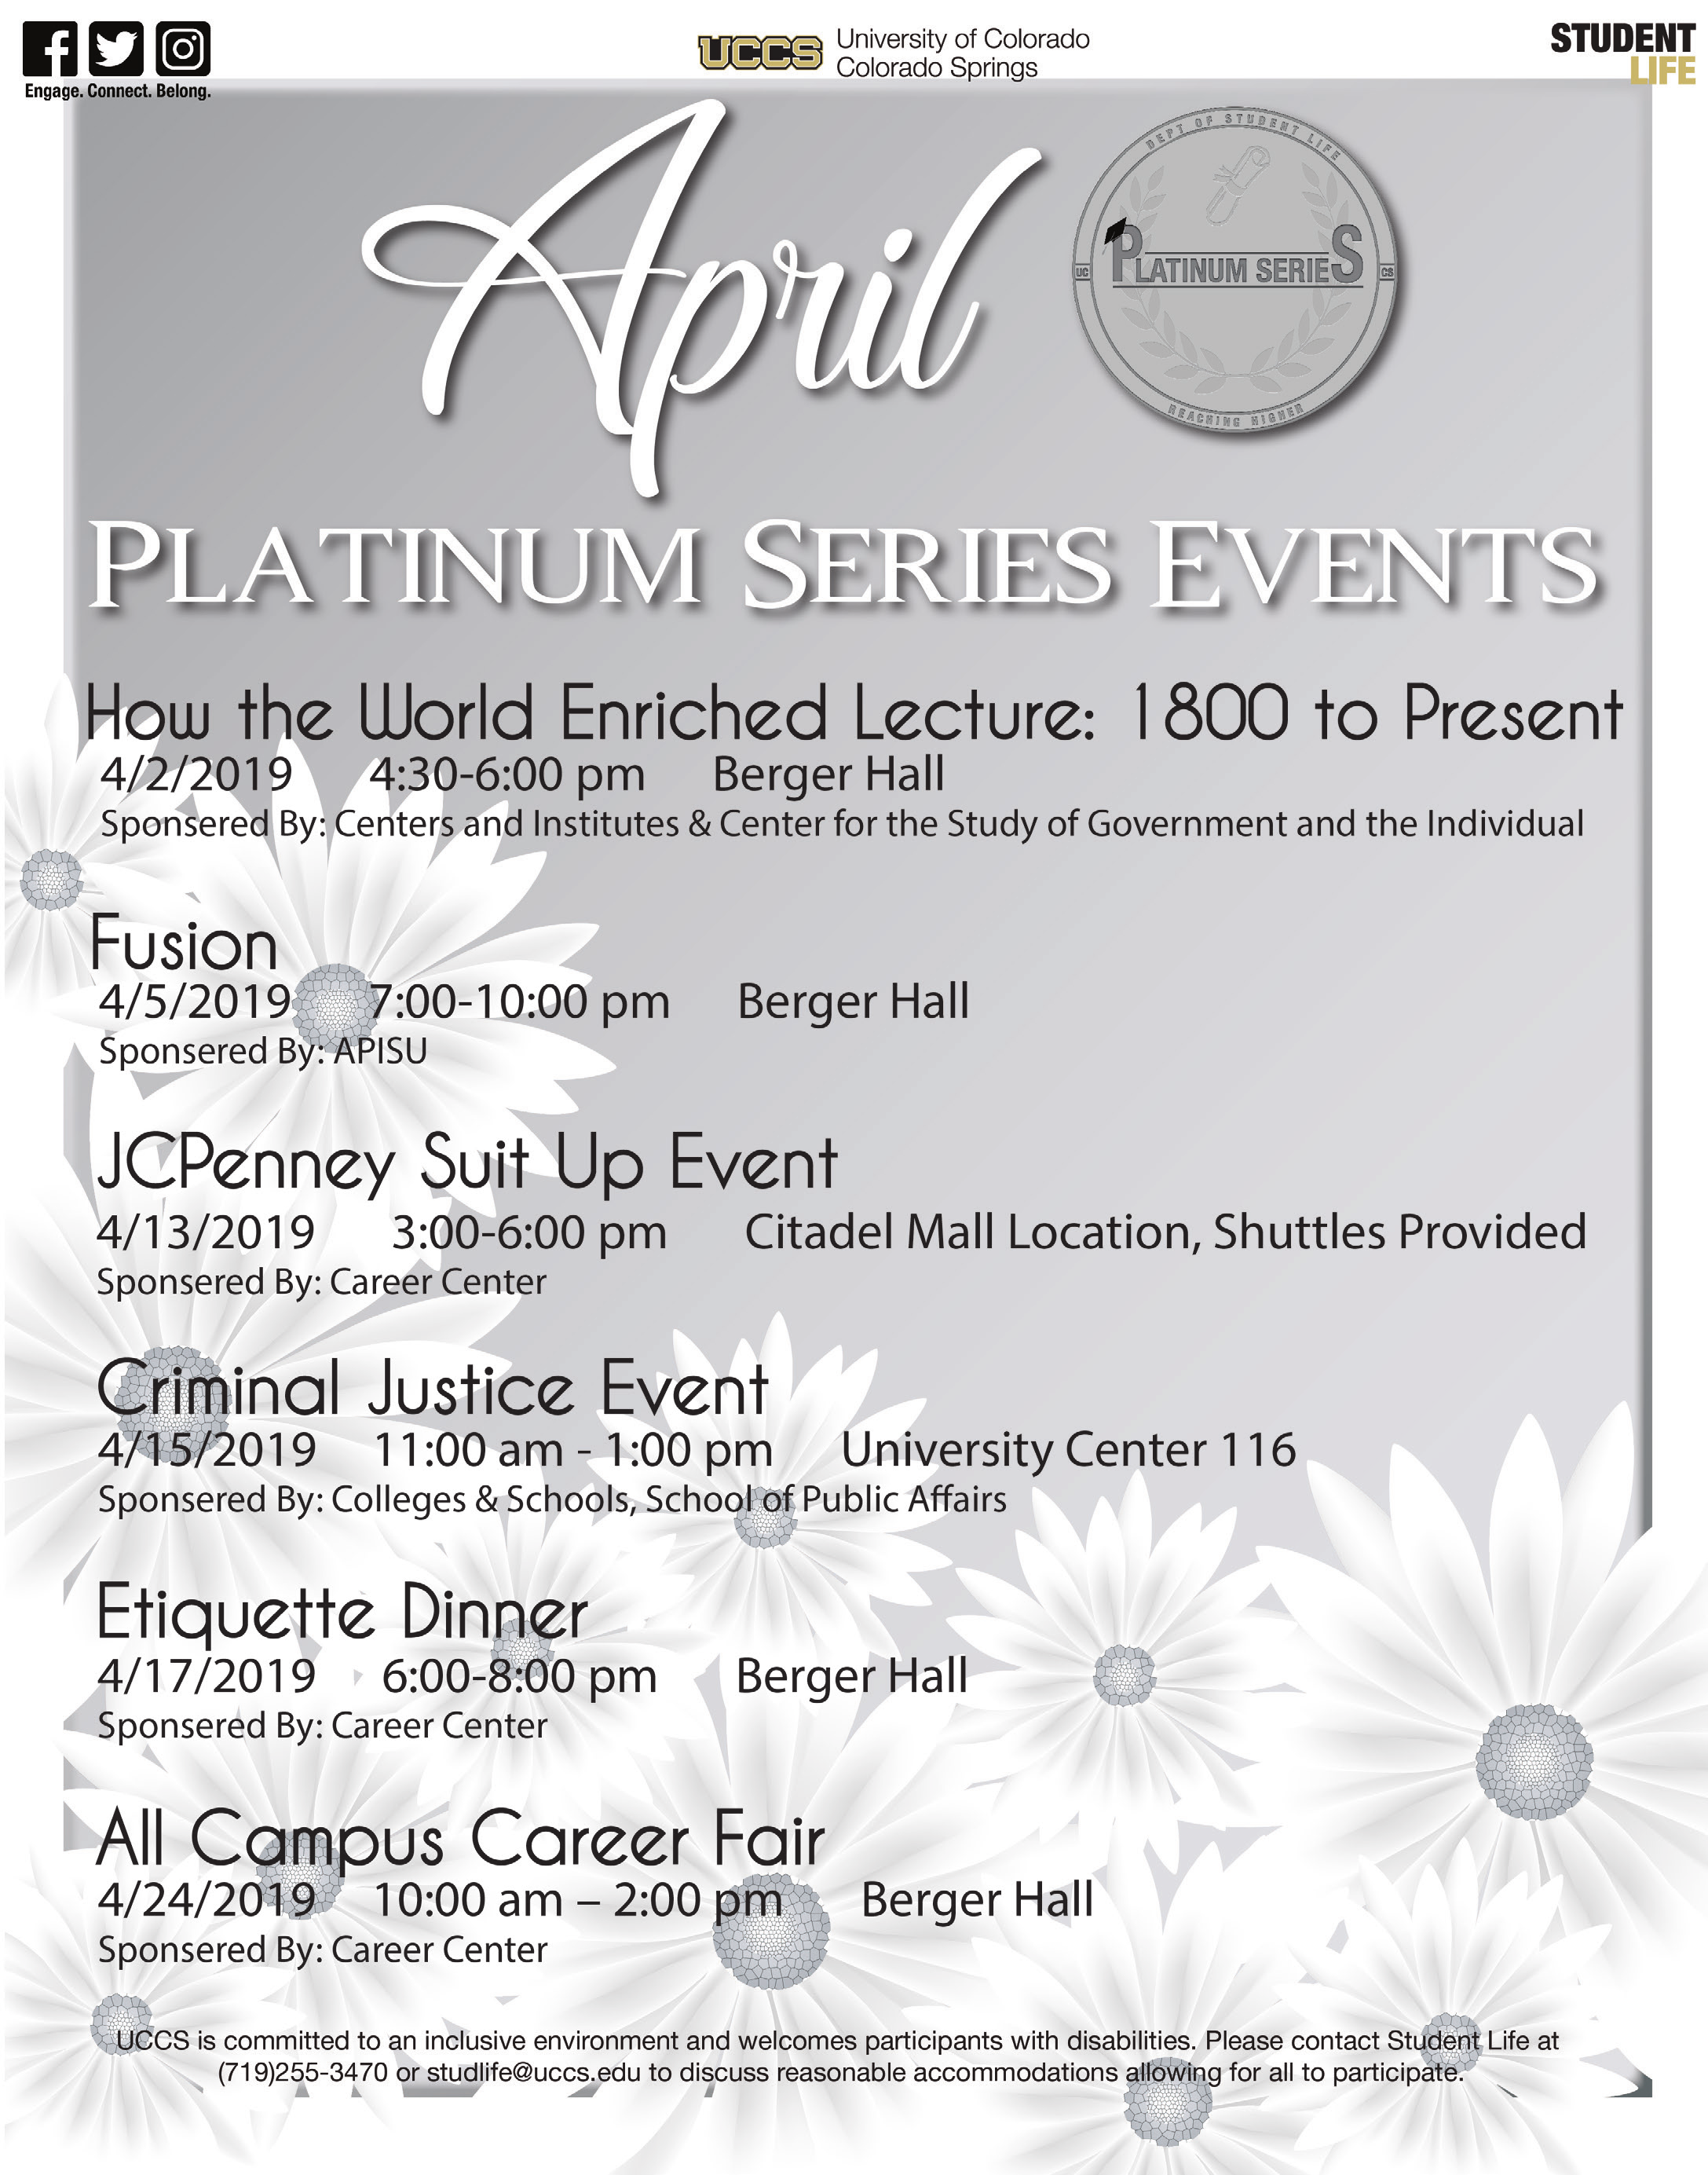 Engage. Connect. Belong.
UCCS
University of Colorado
Colorado Springs
STUDENT
LIFE
April
DEPT OF STUDENT LIFE
UC
PLATINUM SERIES
CS
REACHING HIGHER
PLATINUM SERIES EVENTS
How the World Enriched Lecture: 1800 to Present
4/2/2019 4:30-6:00 pm Berger Hall
Sponsered By: Centers and Institutes & Center for the Study of Government and the Individual
Fusion
4/5/2019 7:00-10:00 pm Berger Hall
Sponsered By: APISU
JCPenney Suit Up Event
4/13/2019 3:00-6:00 pm Citadel Mall Location, Shuttles Provided
Sponsered By: Career Center
Criminal Justice Event
4/15/2019 11:00 am - 1:00 pm University Center 116
Sponsered By: Colleges & Schools, School of Public Affairs
Etiquette Dinner
4/17/2019 6:00-8:00 pm Berger Hall
Sponsered By: Career Center
All Campus Career Fair
4/24/2019 10:00 am – 2:00 pm Berger Hall
Sponsered By: Career Center
UCCS is committed to an inclusive environment and welcomes participants with disabilities. Please contact Student Life at
(719)255-3470 or studlife@uccs.edu to discuss reasonable accommodations allowing for all to participate.